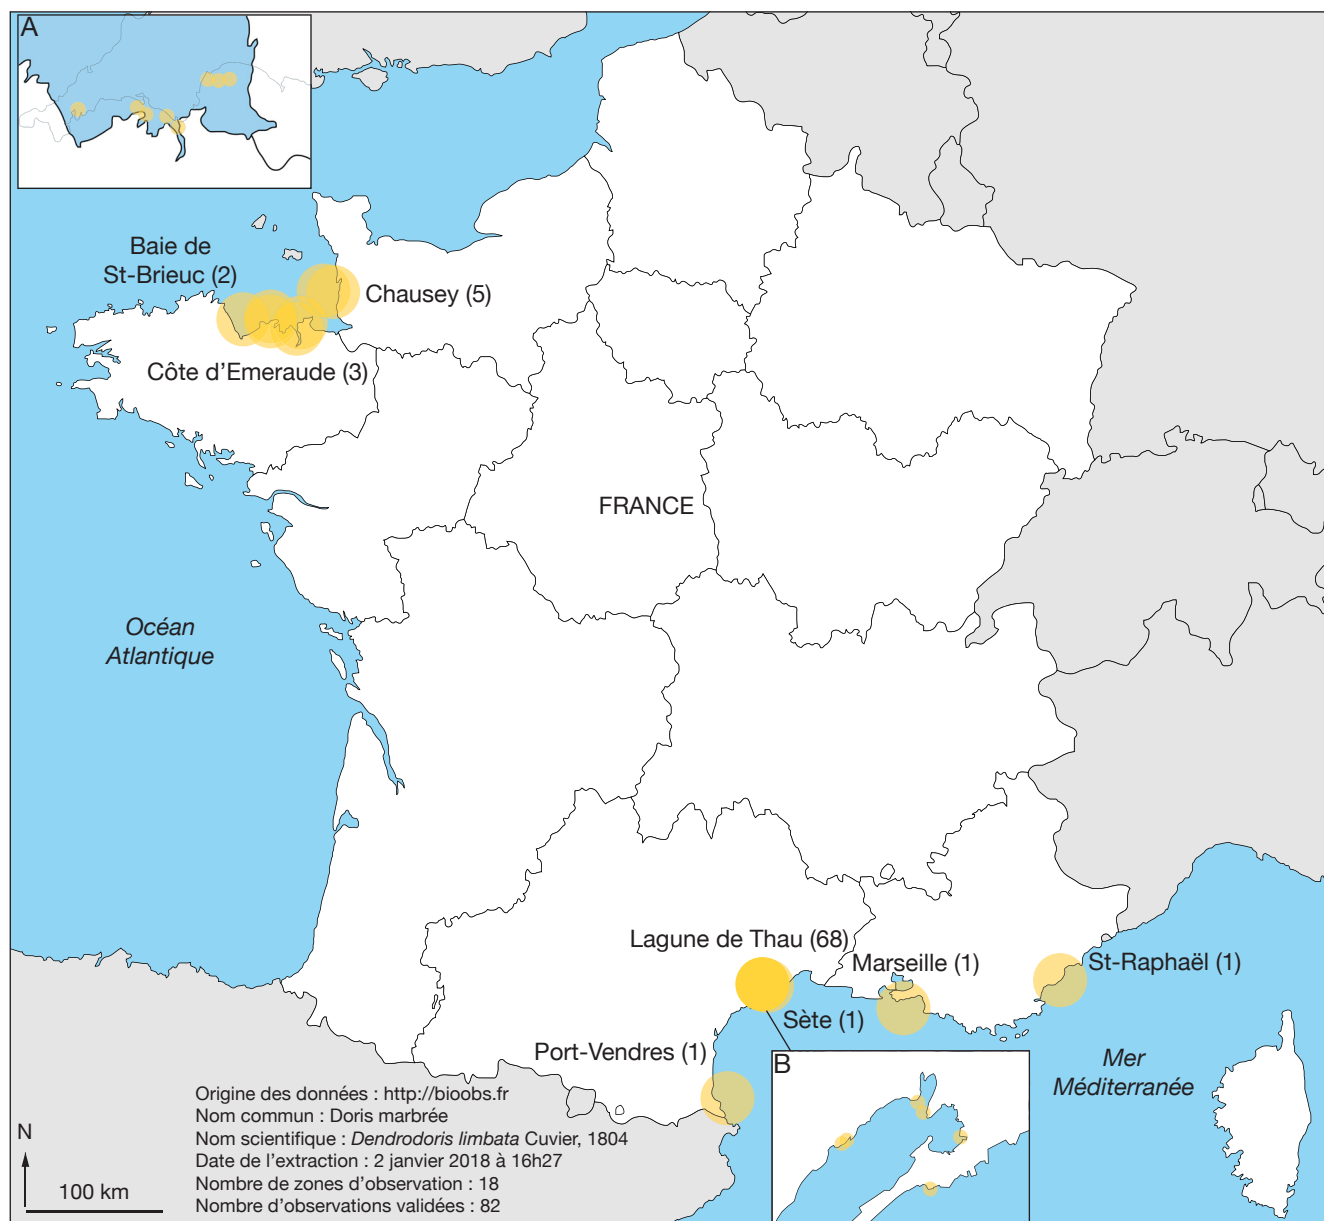 A
Baie de
St-Brieuc (2)
Chausey (5)
Côte d’Emeraude (3)
FRANCE
Océan
Atlantique
Lagune de Thau (68)
Marseille (1)
St-Raphaël (1)
Sète (1)
Port-Vendres (1)
B
Mer
Méditerranée
Origine des données : http://bioobs.fr
Nom commun : Doris marbrée
Nom scientifique : Dendrodoris limbata Cuvier, 1804
Date de l’extraction : 2 janvier 2018 à 16h27
Nombre de zones d’observation : 18
Nombre d’observations validées : 82
N
100 km